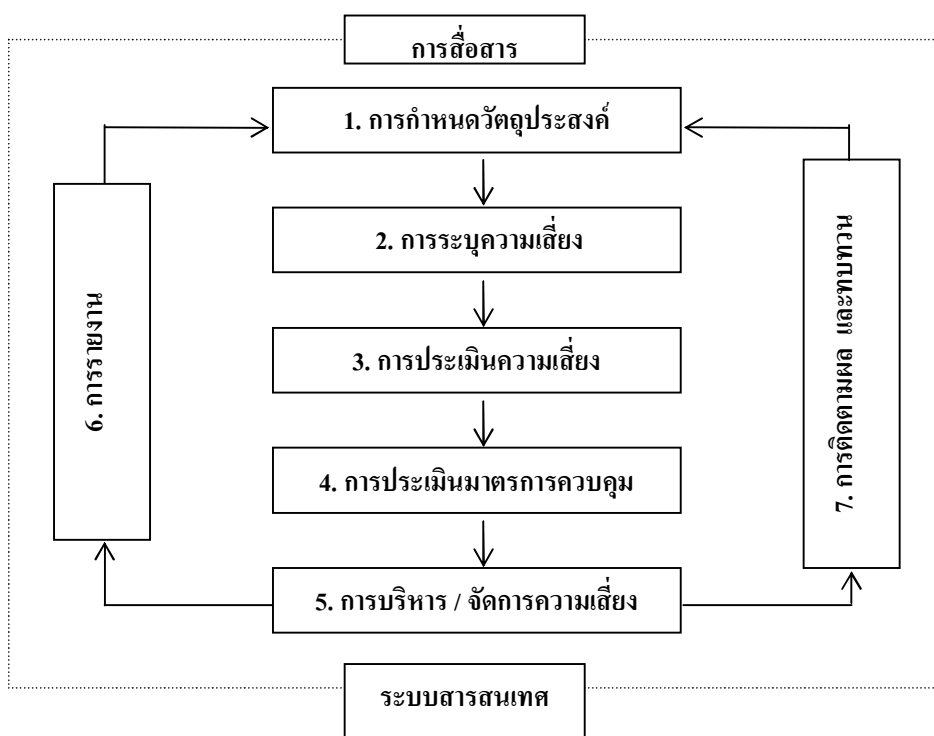 การสื่อสาร
1. การกำหนดวัตถุประสงค์
2. การระบุความเสี่ยง
3. การประเมินความเสี่ยง
4. การประเมินมาตรการควบคุม
5. การบริหาร / จัดการความเสี่ยง
6. การรายงาน
7. การติดตามผล และทบทวน
ระบบสารสนเทศ